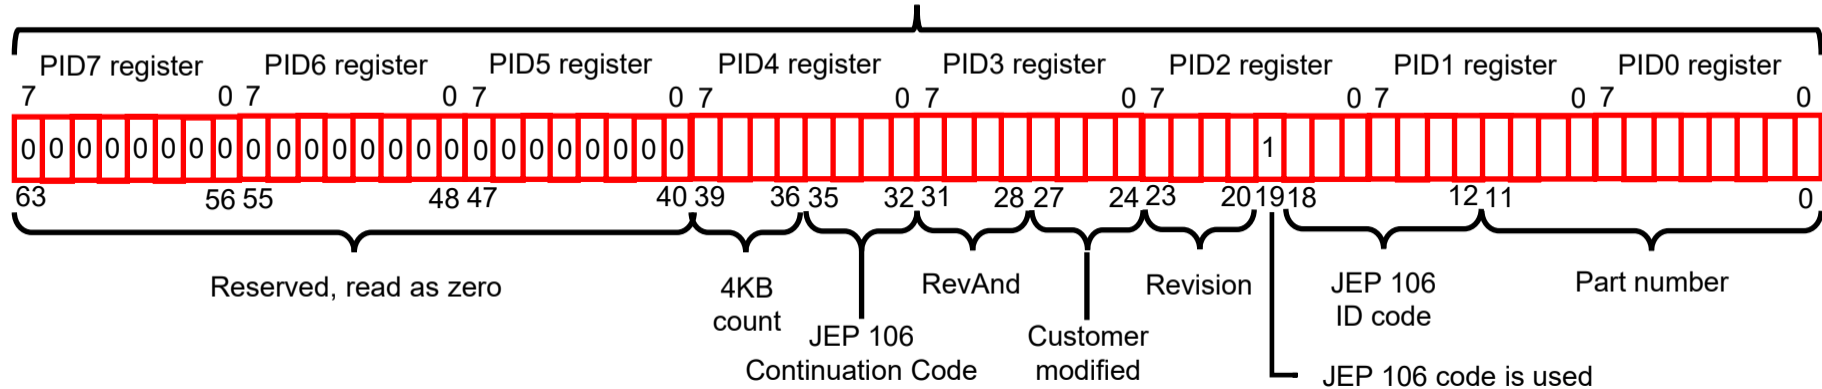 PID7 register PID6 register PID5 register PID4 register PID3 register PID2 register PID1 register PID0 register
7 0 7 0 7 0 7 0 7 0 7 0 7 0 7 0
0 0 0 0 0 0 0 0 0 0 0 0 0 0 0 0 0 0 0 0 0 0 0 0 1
63 56 55 48 47 40 39 36 35 32 31 28 27 24 23 20 19 18 12 11 0
Reserved, read as zero
4KB
count
JEP 106
Continuation Code
RevAnd
Customer
modified
Revision
JEP 106 code is used
JEP 106
ID code
Part number